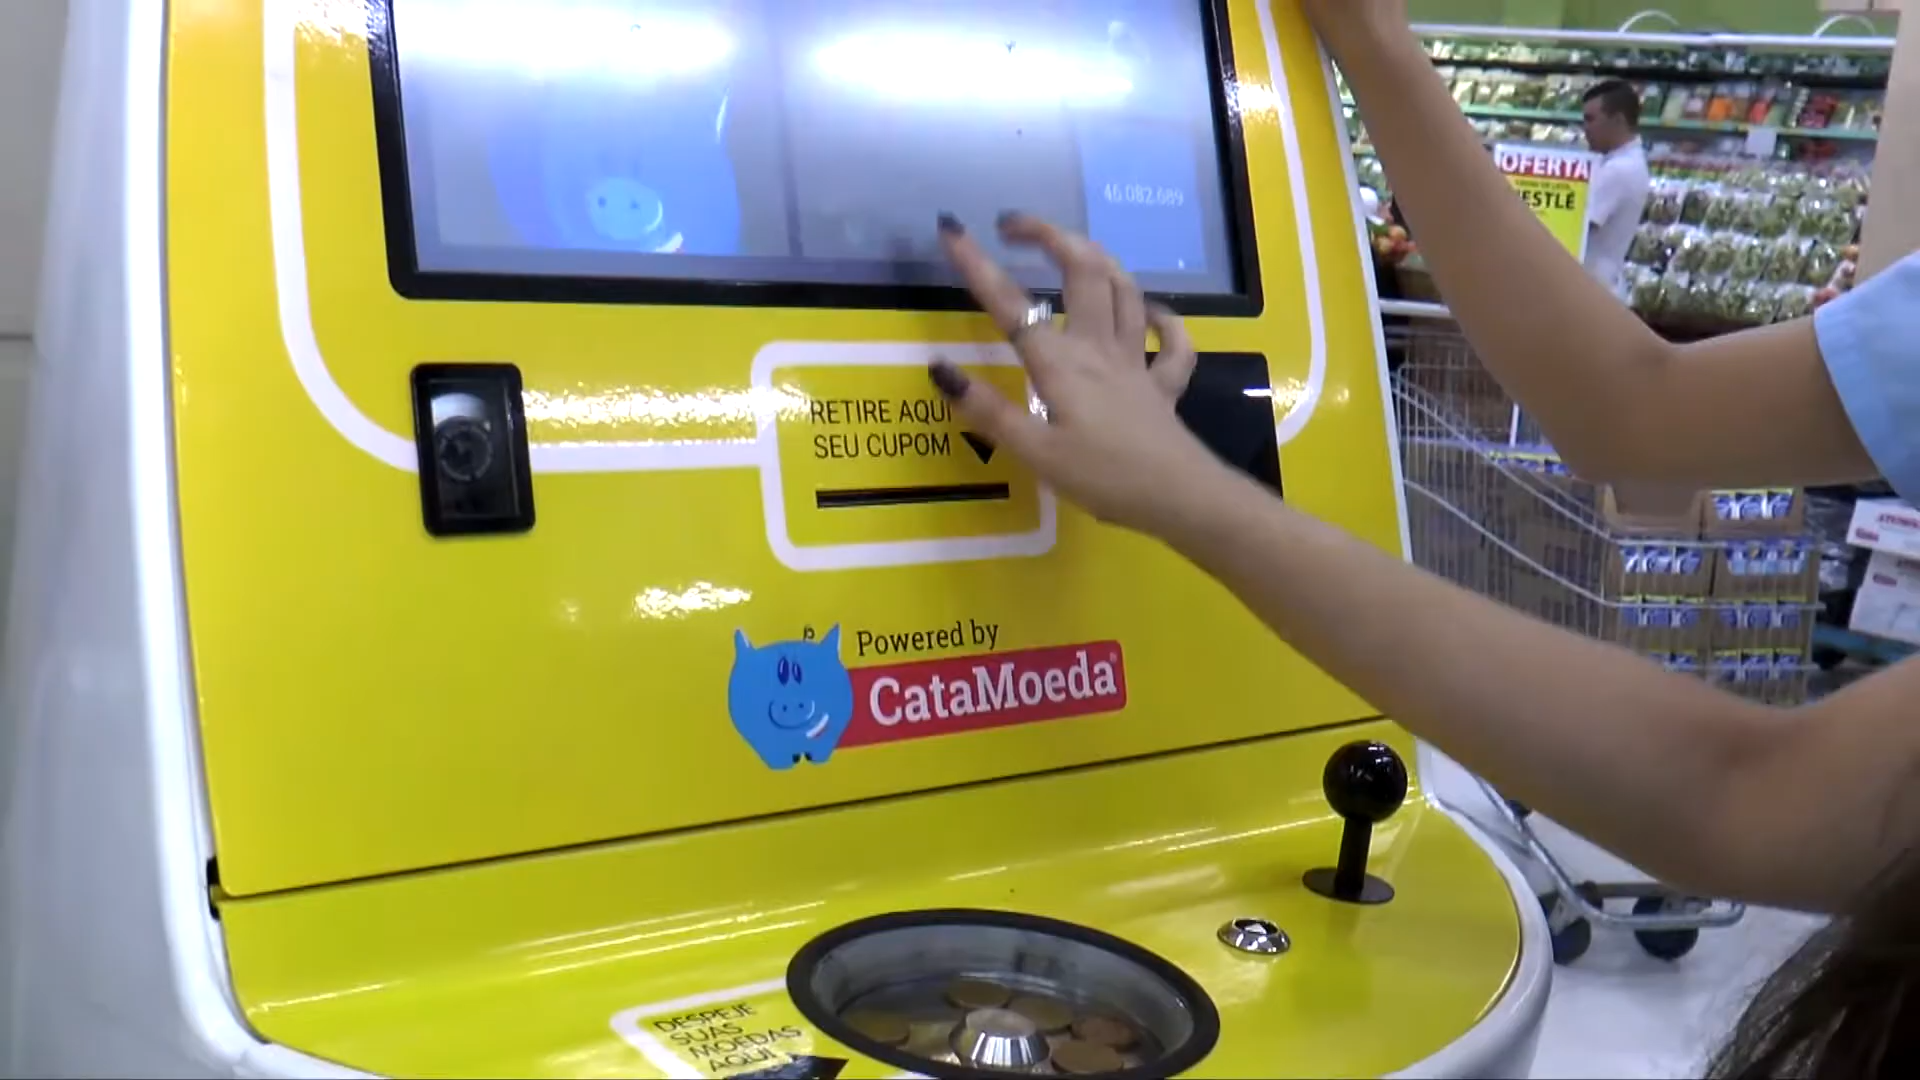 46.082.689
OFERTA
ESTLÉ
RETIRE AQUI
SEU CUPOM
Powered by
CataMoeda
DESPEJE
SUAS
MOEDAS
AQUI